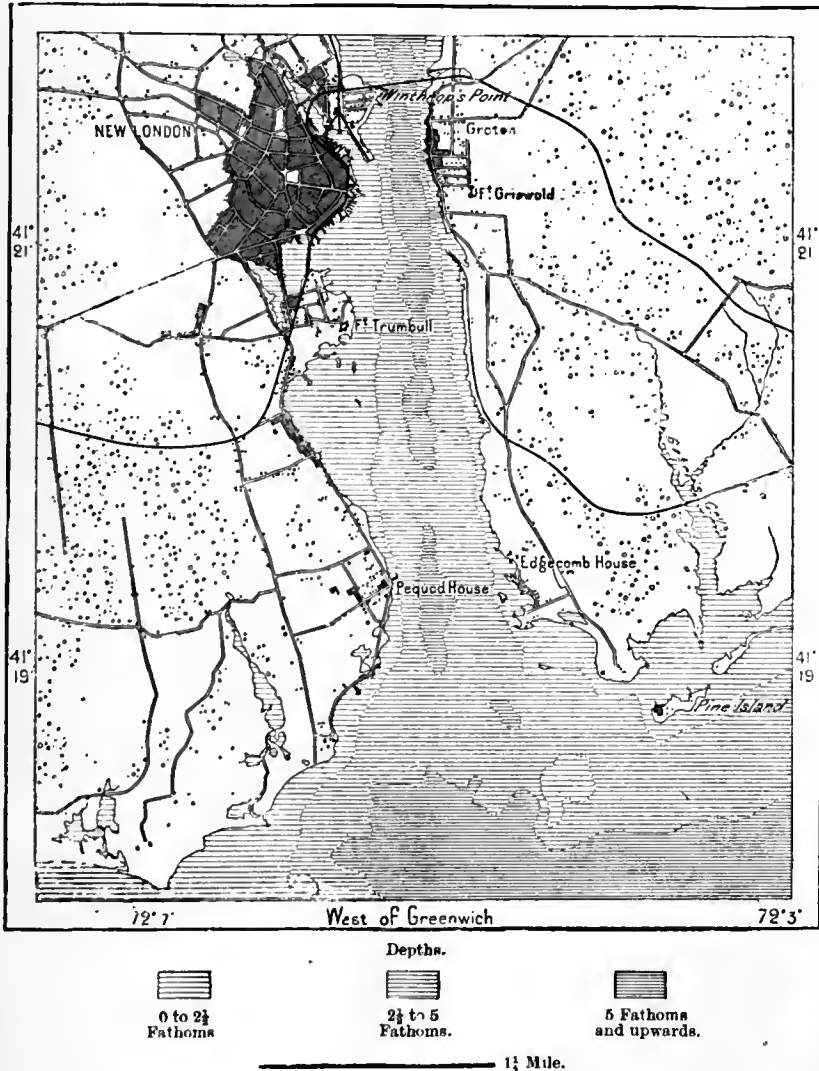 Winthrop's Point
NEW LONDON
Groton
Ft. Griswold
41°
21
41
21
Ft. Trumbull
Edgecomb House
Pequod House
41°
19
41°
19
Pine Island
72°7'
West of Greenwich
72°3'
Depths.
0 to 2½
Fathoms
2½ to 5
Fathoms.
5 Fathoms
and upwards.
1¼ Mile.